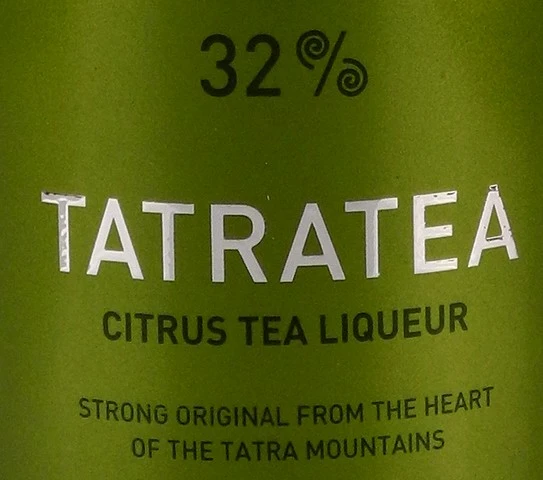 32%
TATRATEA
CITRUS TEA LIQUEUR
STRONG ORIGINAL FROM THE HEART
OF THE TATRA MOUNTAINS